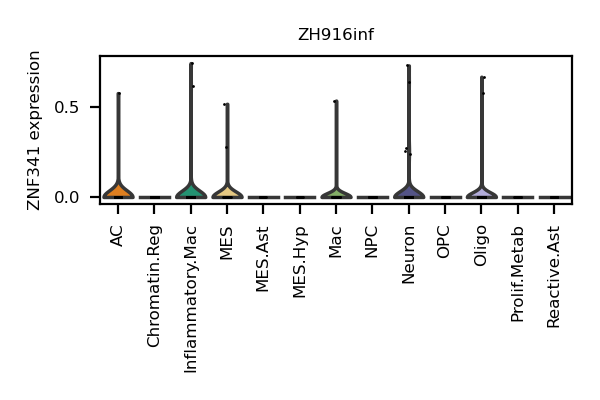 ZH916inf
ZNF341 expression
0.5
0.0
AC
Chromatin.Reg
Inflammatory.Mac
MES
MES.Ast
MES.Hyp
Mac
NPC
Neuron
OPC
Oligo
Prolif.Metab
Reactive.Ast